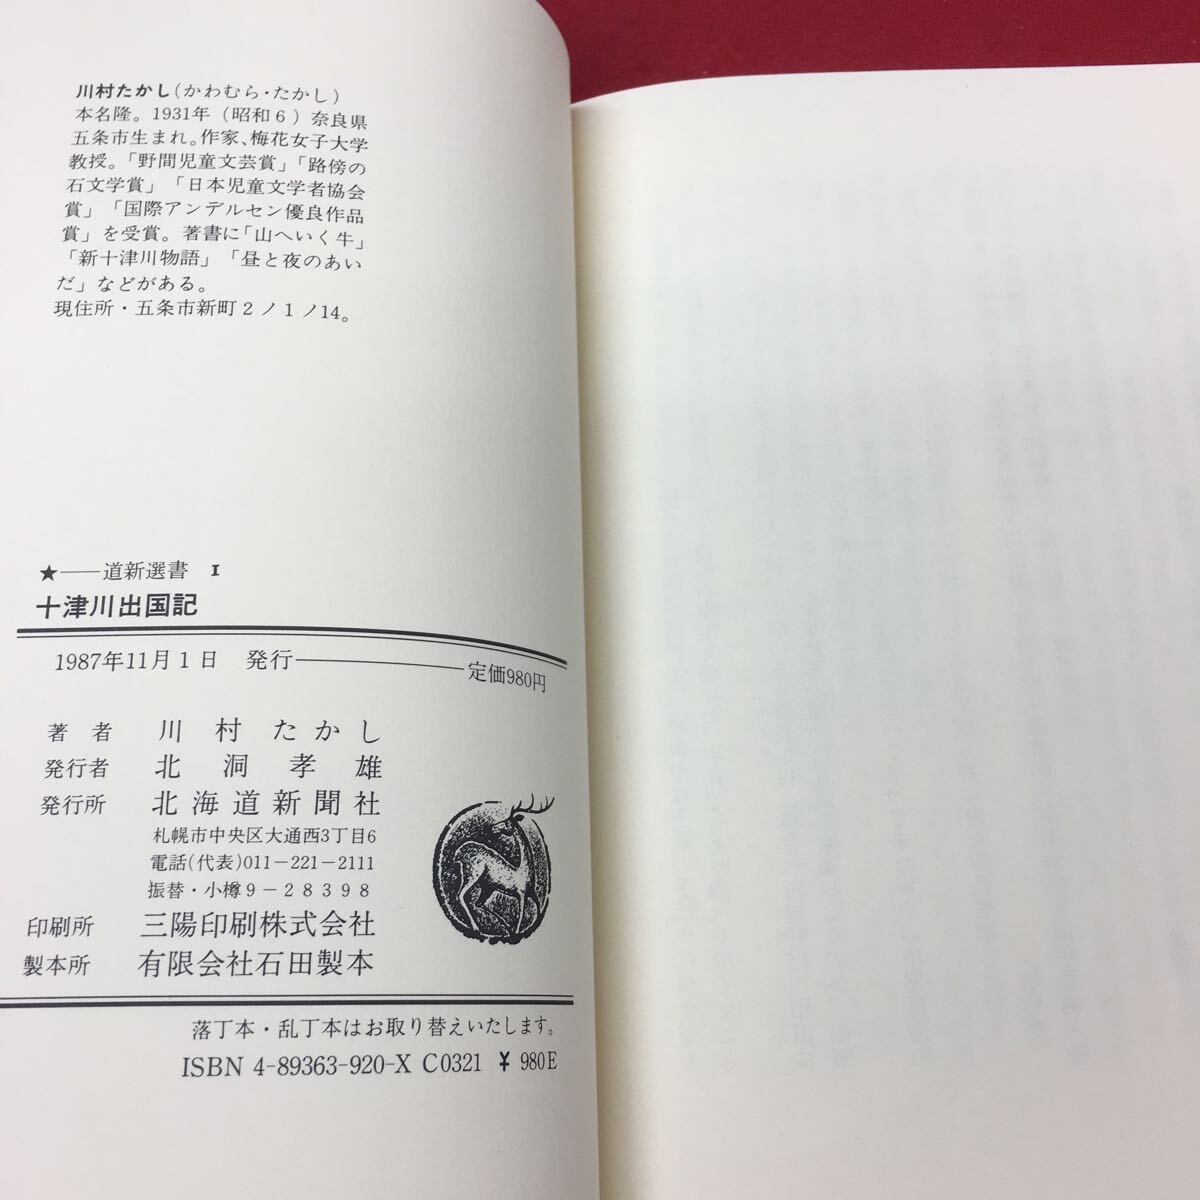 川村たかし(かわむら・たかし)
本名隆。1931年(昭和6)奈良県
五条市生まれ。作家、梅花女子大学
教授。「野間児童文芸賞」「路傍の
石文学賞」「日本児童文学者協会
賞」「国際アンデルセン優良作品
賞」を受賞。著書に「山へいく牛」
「新十津川物語」「昼と夜のあい
だ」などがある。
現住所・五条市新町2ノ1ノ14。
★——道新選書 1
十津川出国記
1987年11月1日 発行————定価980円
著者 川村たかし
発行者 北洞孝雄
発行所 北海道新聞社
札幌市中央区大通西3丁目6
電話(代表)011-221-2111
振替・小樽9-28398
印刷所 三陽印刷株式会社
製本所 有限会社石田製本
落丁本・乱丁本はお取り替えいたします。
ISBN 4-89363-920-X C0321 ¥980E